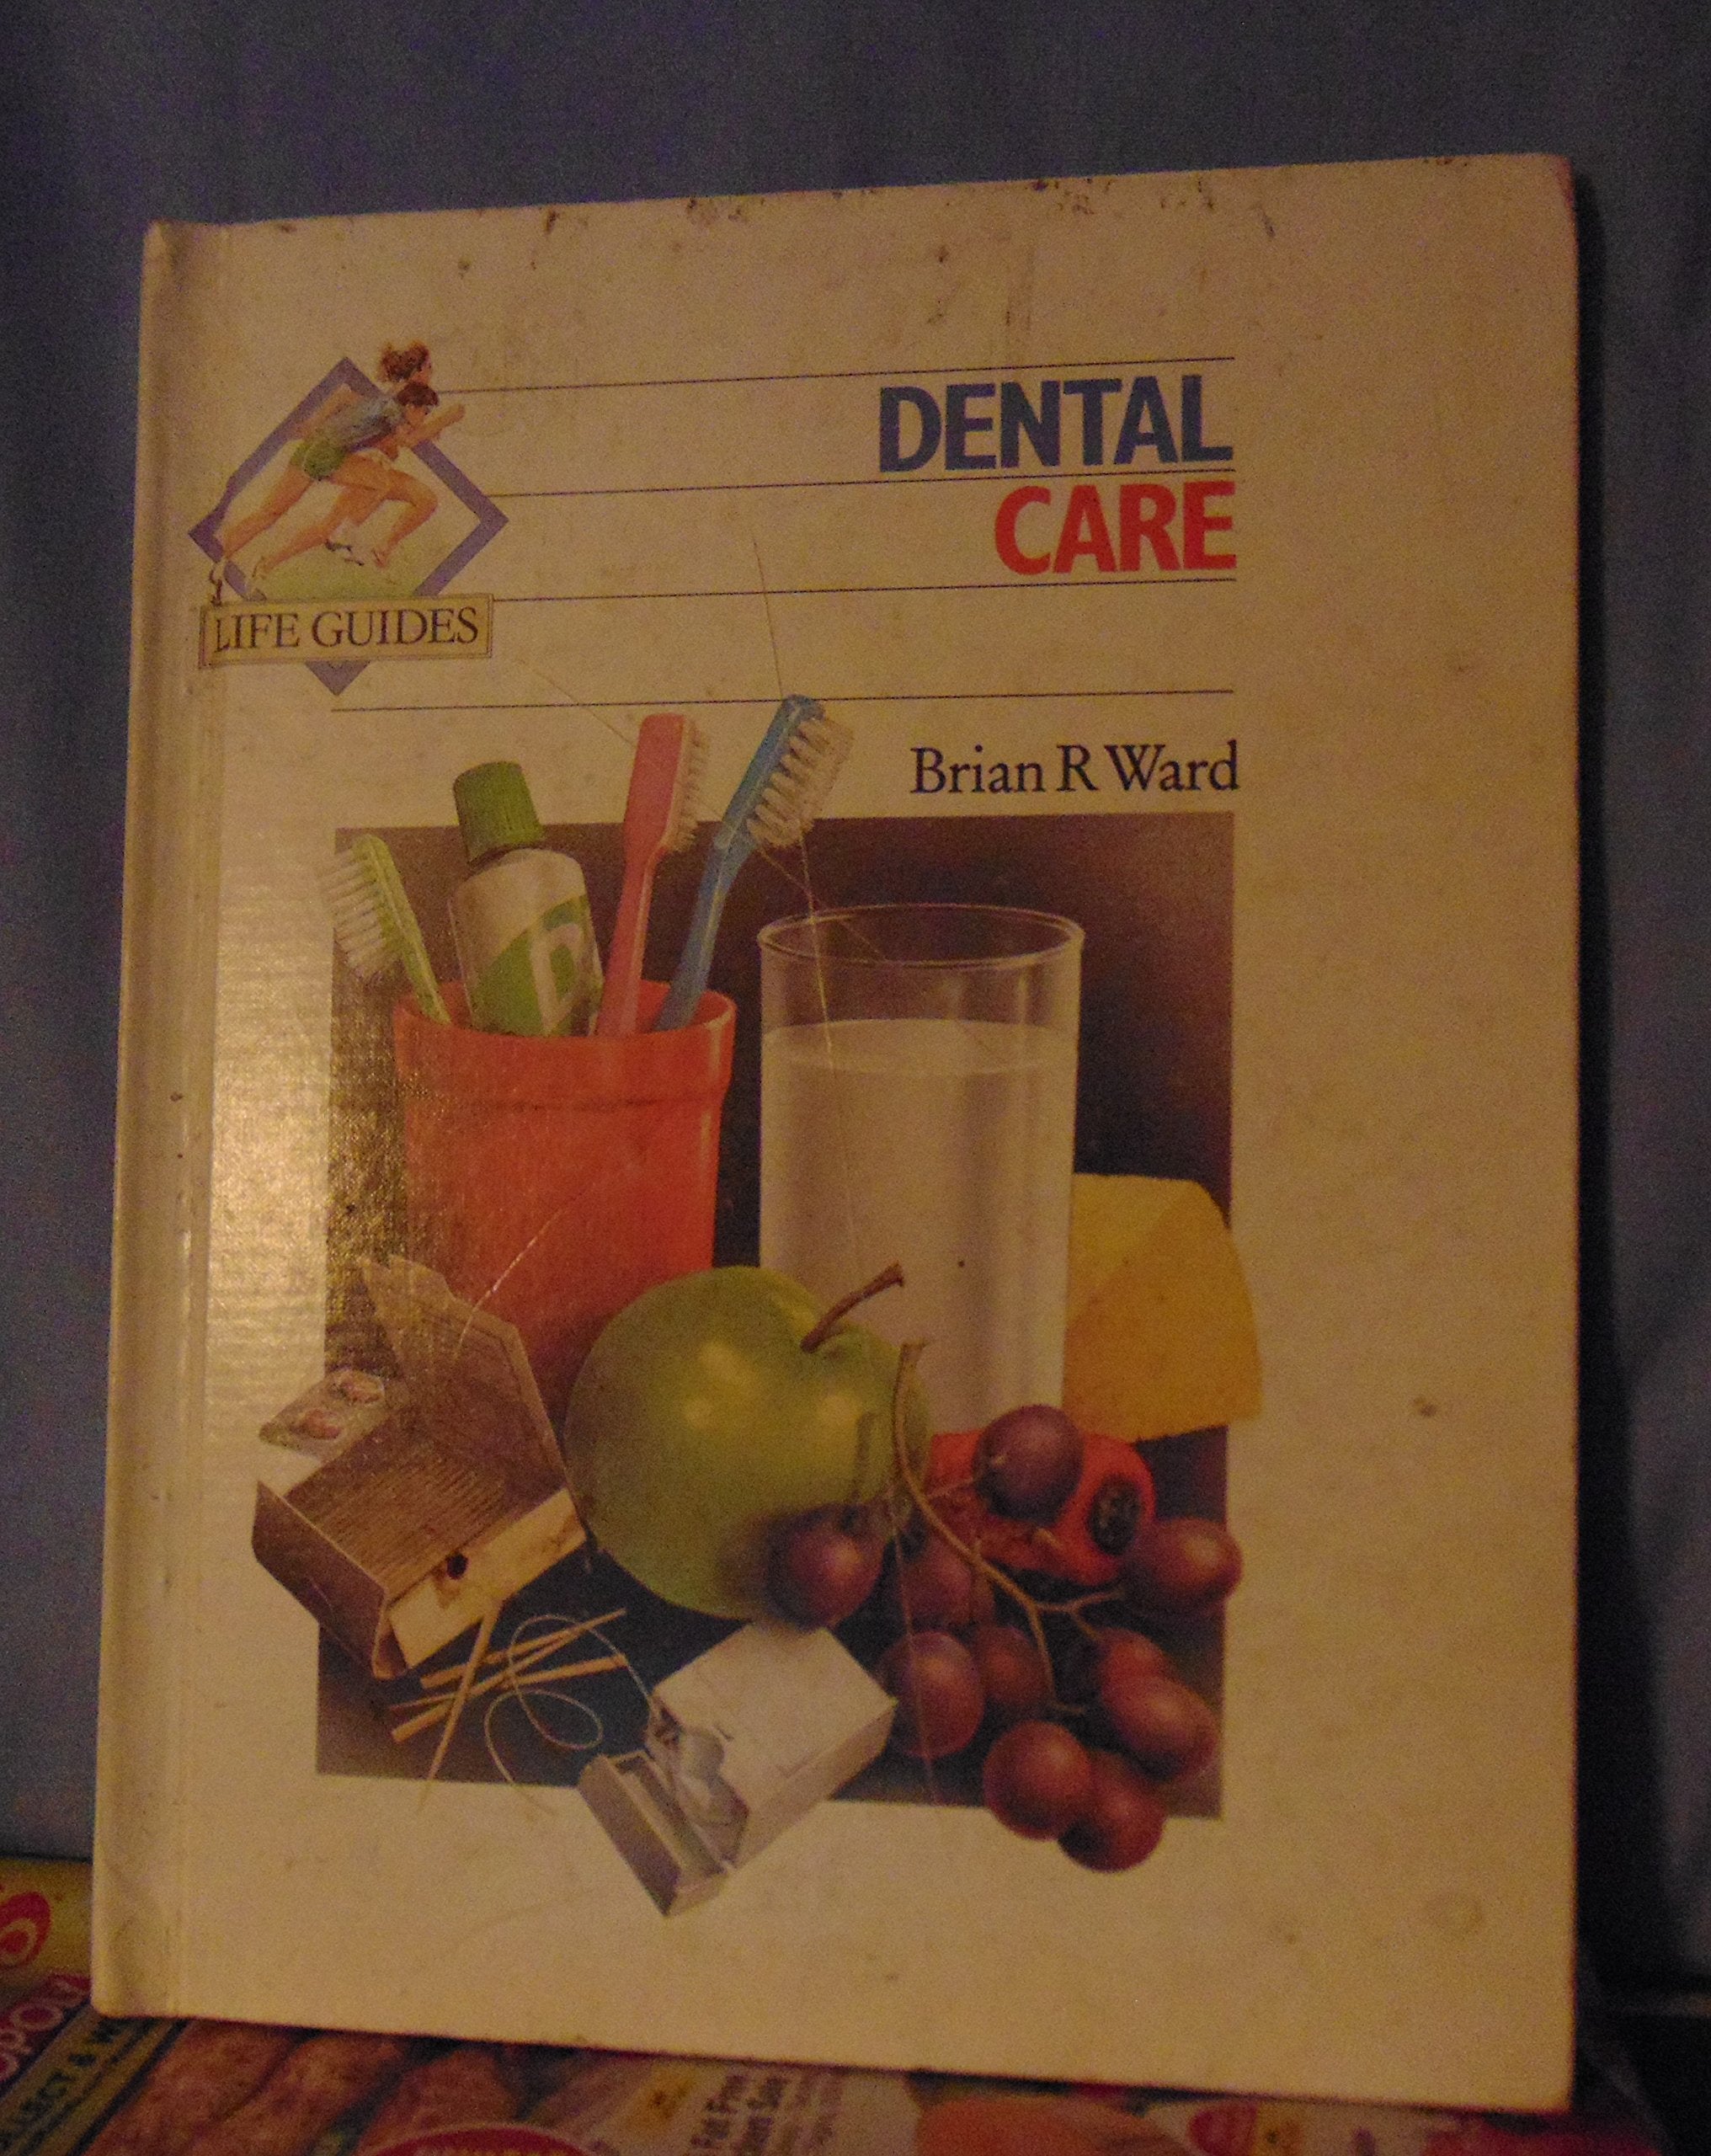 DENTAL
CARE
LIFE GUIDES
Brian R Ward